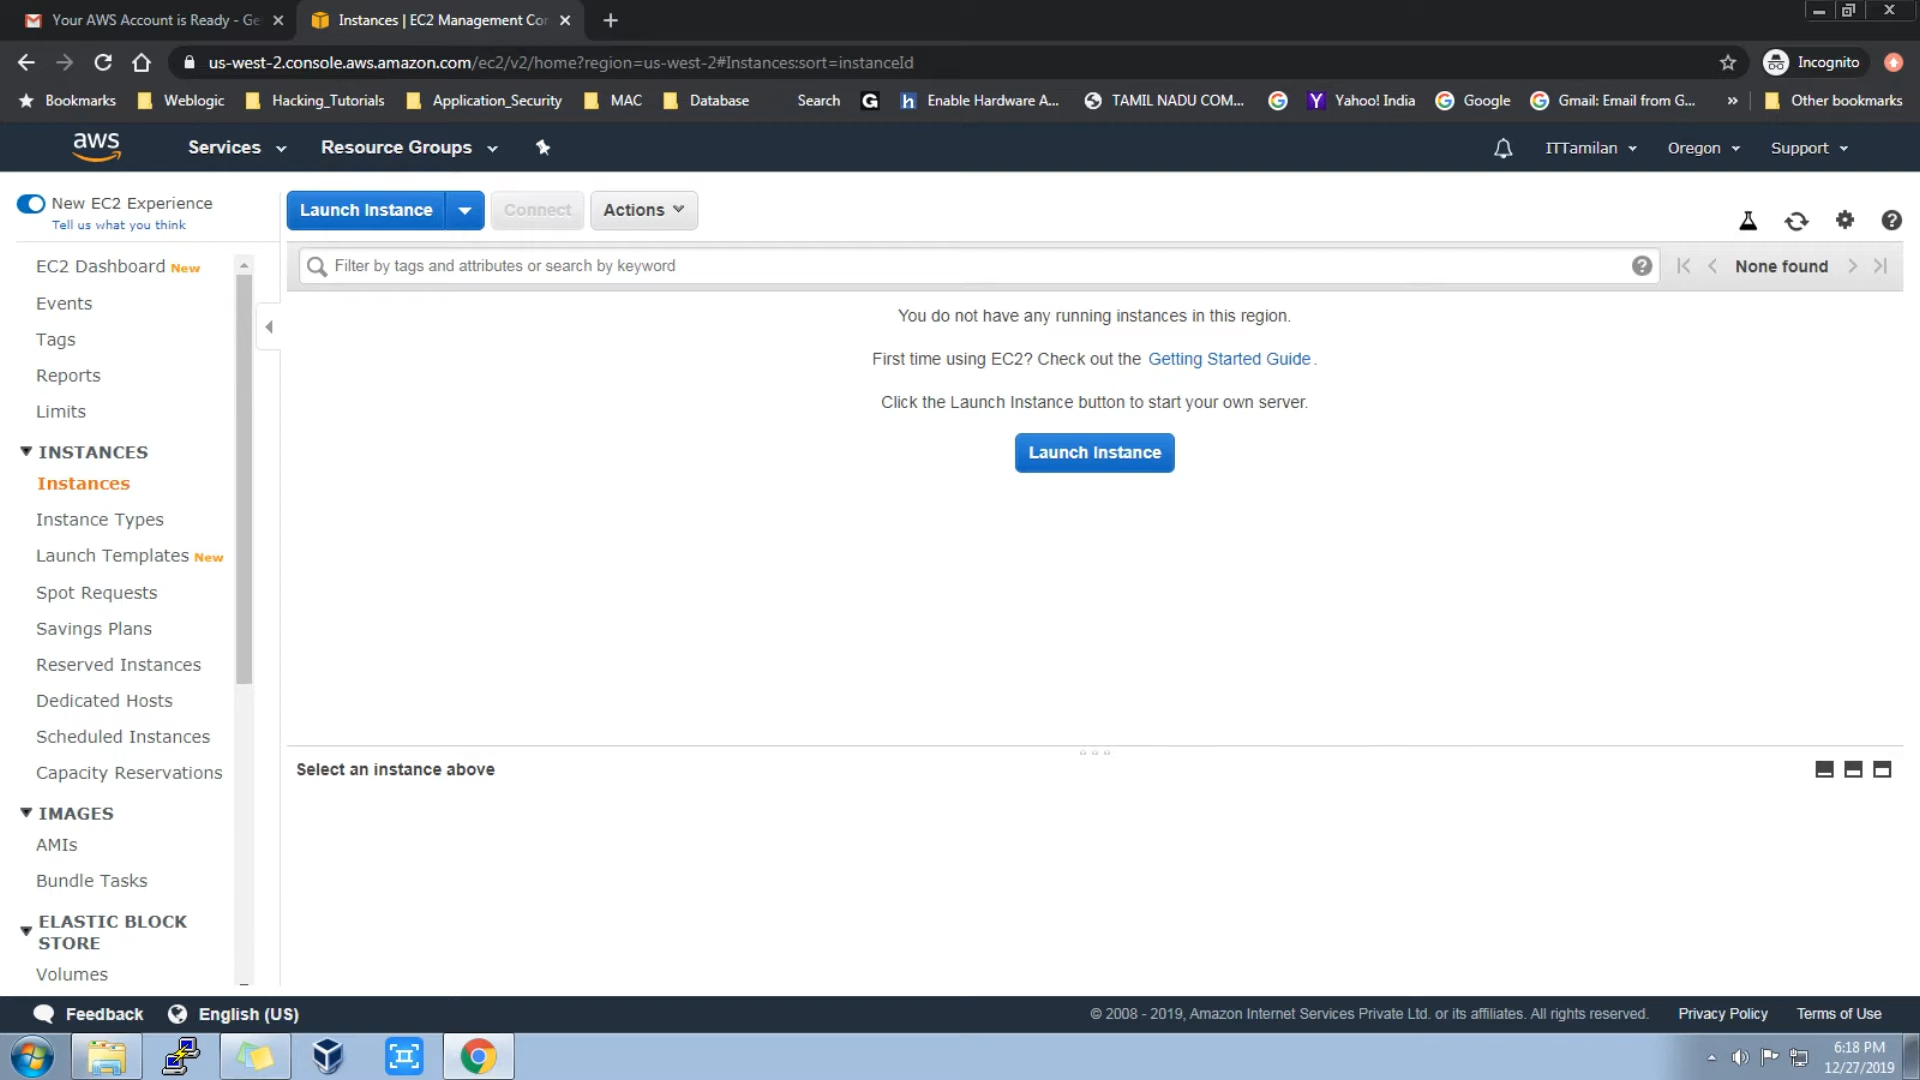 Your AWS Account is Ready - Ge
Instances | EC2 Management Cor
us-west-2.console.aws.amazon.com/ec2/v2/home?region=us-west-2#Instances:sort=instanceId
Incognito
Bookmarks Weblogic Hacking_Tutorials Application_Security MAC Database Search G h Enable Hardware A... TAMIL NADU COM... Y Yahoo! India Google Gmail: Email from G... » Other bookmarks
aws Services Resource Groups ITTamilan Oregon Support
New EC2 Experience
Tell us what you think
EC2 Dashboard New
Events
Tags
Reports
Limits
INSTANCES
Instances
Instance Types
Launch Templates New
Spot Requests
Savings Plans
Reserved Instances
Dedicated Hosts
Scheduled Instances
Capacity Reservations
IMAGES
AMIs
Bundle Tasks
ELASTIC BLOCK
STORE
Volumes
Launch Instance Connect Actions
Filter by tags and attributes or search by keyword
None found
You do not have any running instances in this region.
First time using EC2? Check out the Getting Started Guide.
Click the Launch Instance button to start your own server.
Launch Instance
Select an instance above
Feedback English (US) © 2008 - 2019, Amazon Internet Services Private Ltd. or its affiliates. All rights reserved. Privacy Policy Terms of Use
6:18 PM
12/27/2019